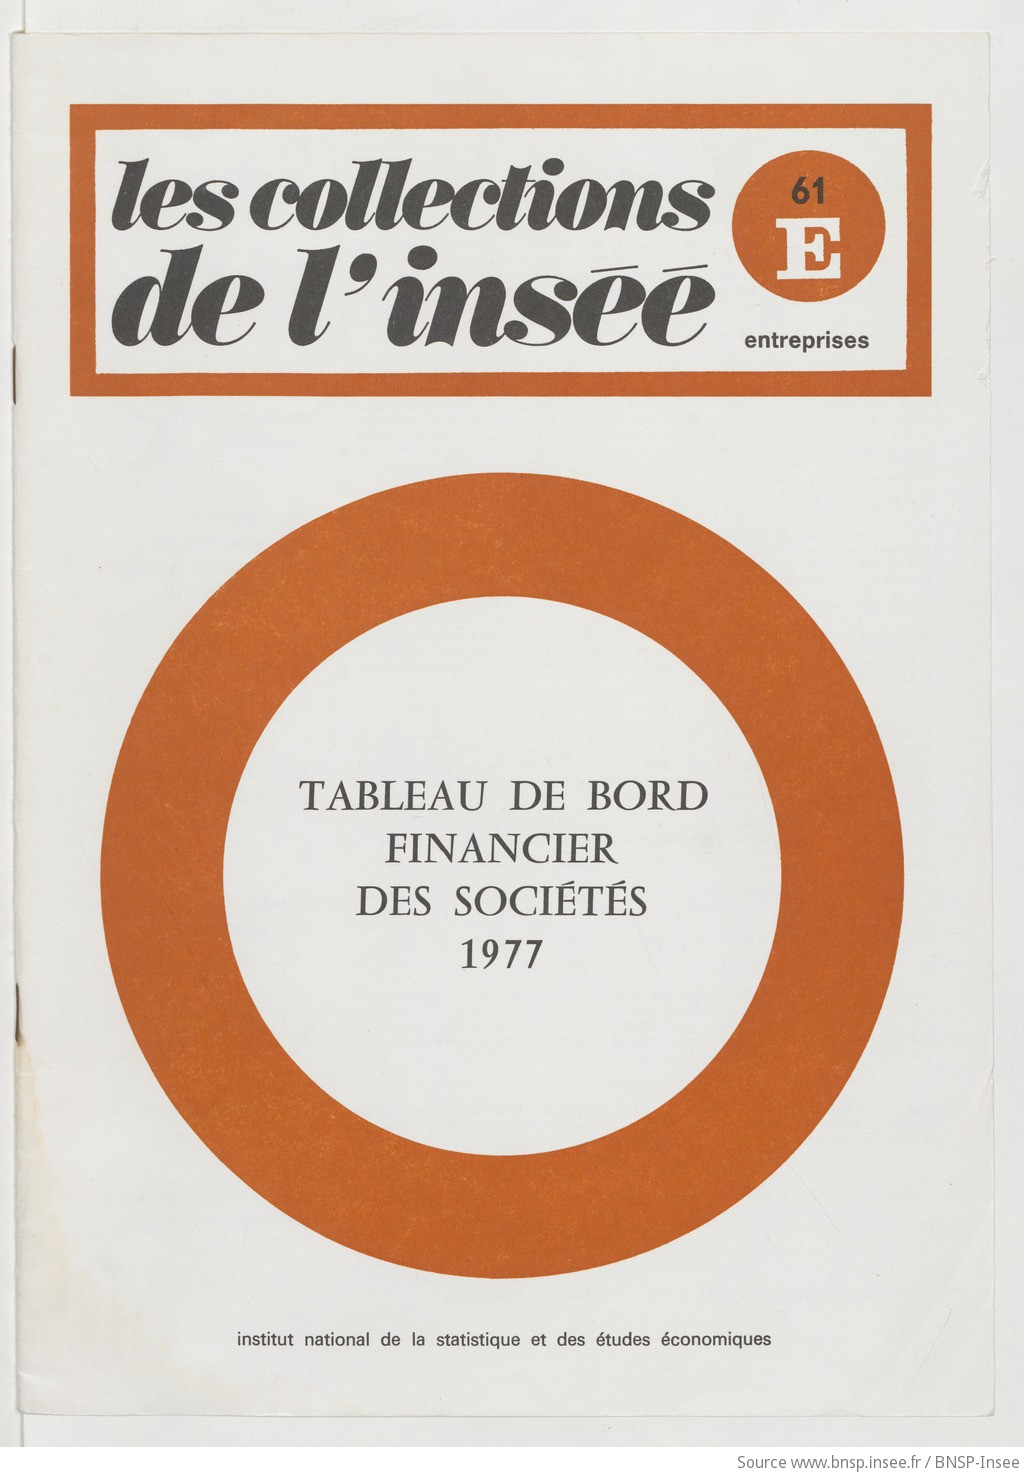 les collections
de l'inséé
61
E
entreprises
TABLEAU DE BORD
FINANCIER
DES SOCIÉTÉS
1977
institut national de la statistique et des études économiques
Source www.bnsp.insee.fr / BNSP-Insee